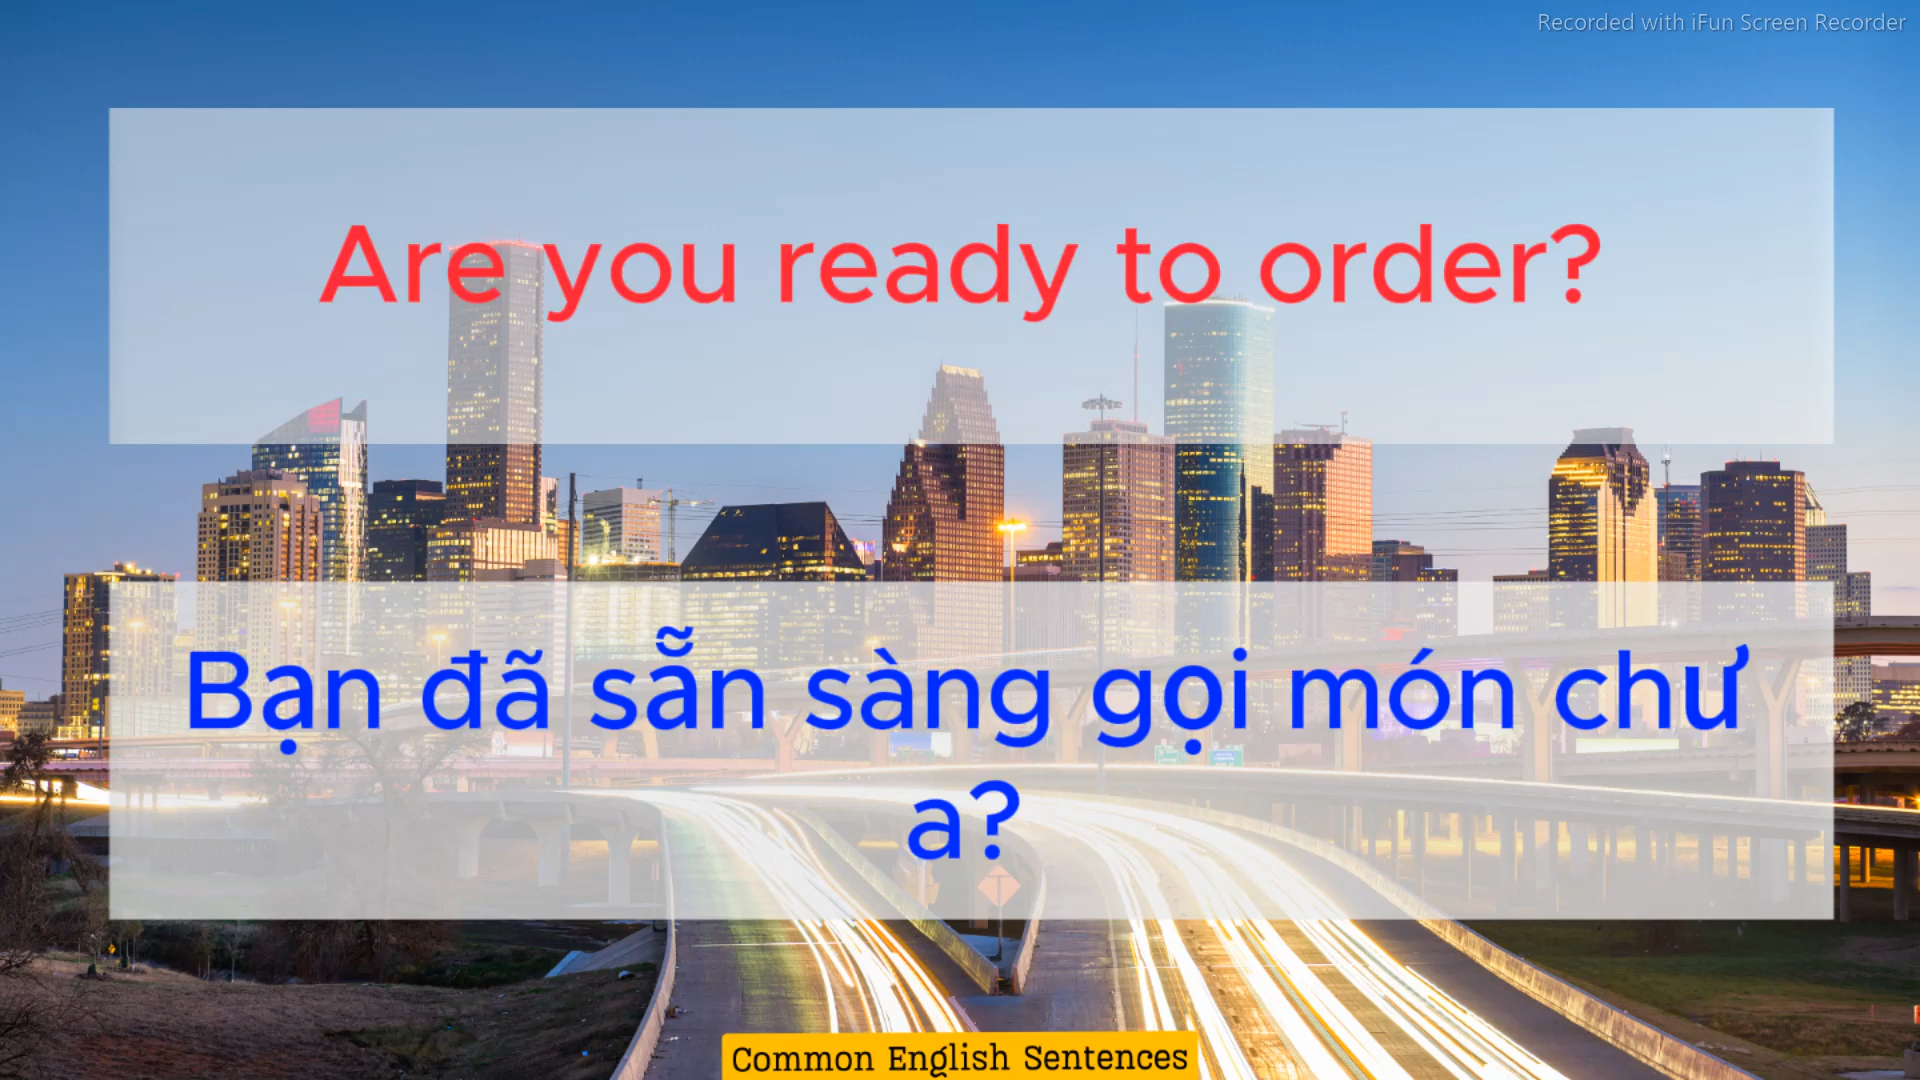 Recorded with iFun Screen Recorder
Are you ready to order?
Bạn đã sẵn sàng gọi món chư
a?
Common English Sentences